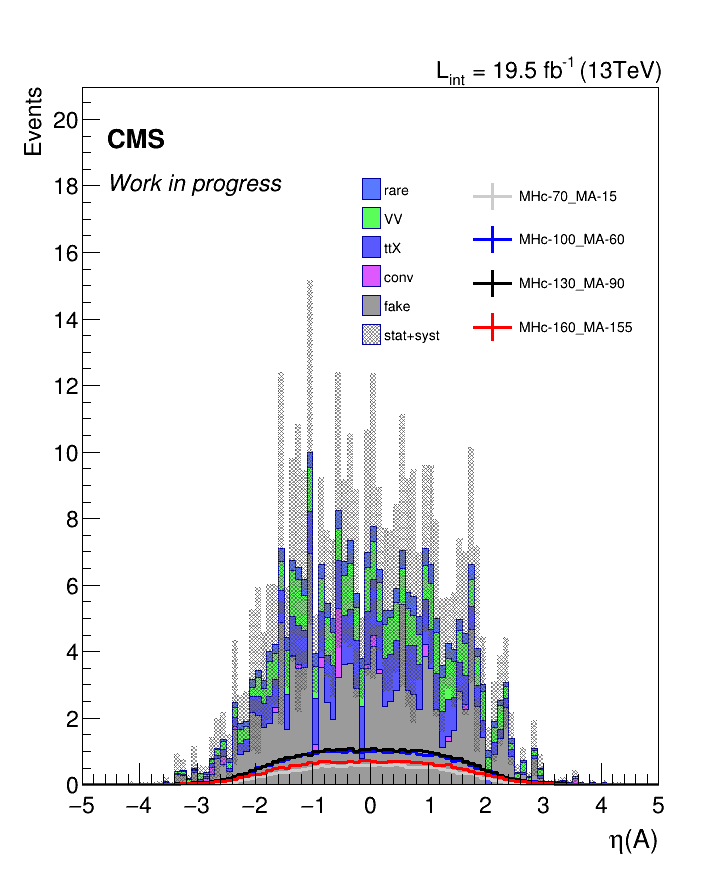 L_int = 19.5 fb^-1 (13TeV)
Events
CMS
Work in progress
rare
VV
ttX
conv
fake
stat+syst
MHc-70_MA-15
MHc-100_MA-60
MHc-130_MA-90
MHc-160_MA-155
20
18
16
14
12
10
8
6
4
2
0
−5 −4 −3 −2 −1 0 1 2 3 4 5
η(A)